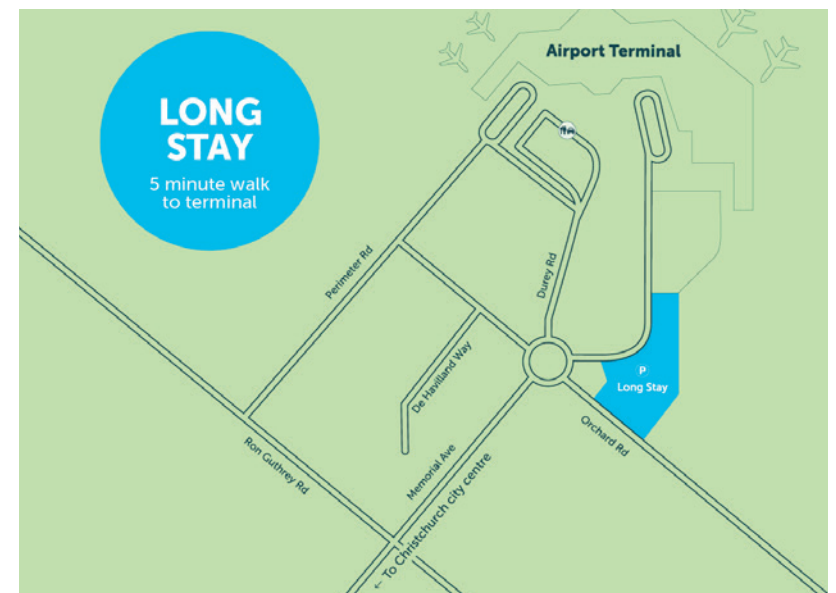 Airport Terminal
LONG
STAY
5 minute walk
to terminal
Perimeter Rd
Durey Rd
De Havilland Way
P
Long Stay
Orchard Rd
Ron Guthrey Rd
Memorial Ave
← To Christchurch city centre